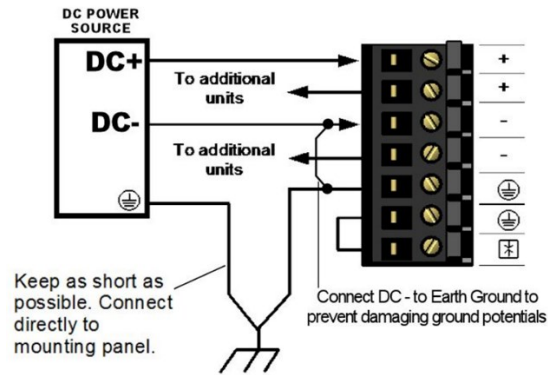 DC POWER
SOURCE
DC+
DC-
To additional
units
To additional
units
+
+
-
-
Keep as short as
possible. Connect
directly to
mounting panel.
Connect DC - to Earth Ground to
prevent damaging ground potentials